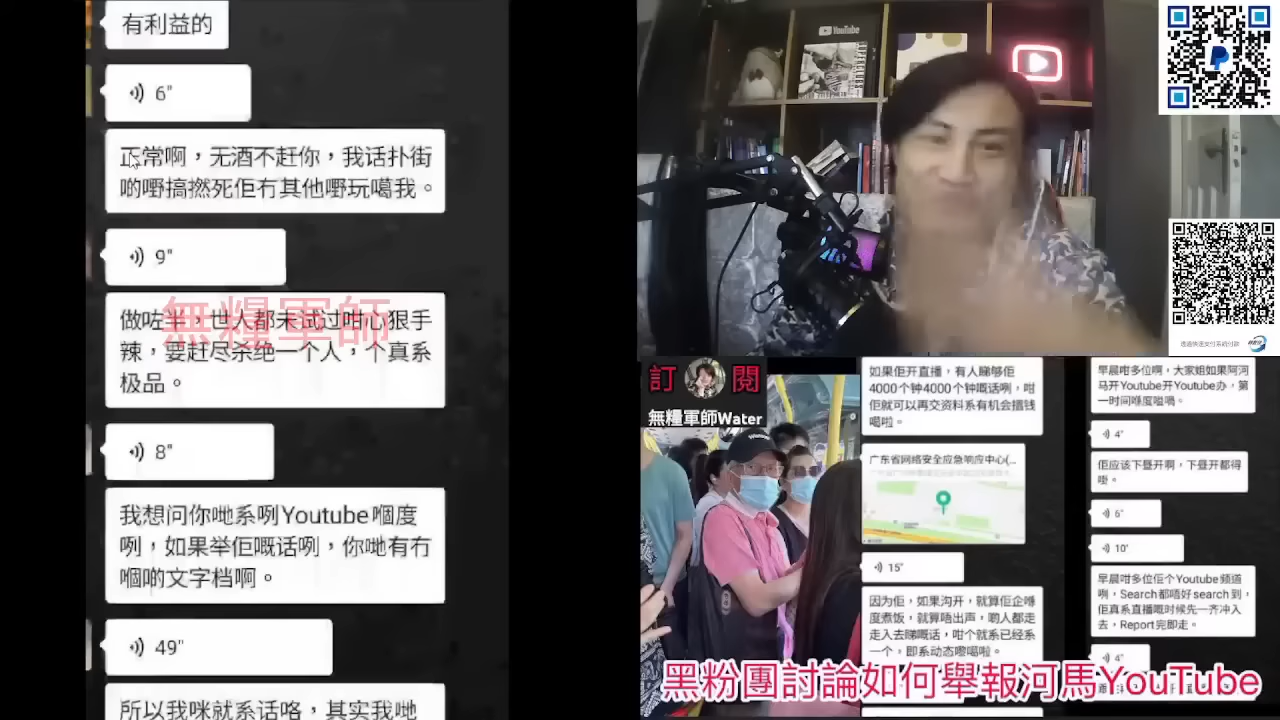 有利益的
6"
正常啊，无酒不赶你，我话扑街
啲嘢搞撚死佢冇其他嘢玩噶我。
9"
無糧軍師
做咗半，世人都未试过咁心狠手
辣，要赶尽杀绝一个人，个真系
极品。
8"
我想问你哋系咧Youtube嗰度
咧，如果举佢嘅话咧，你哋有冇
嗰啲文字档啊。
49"
所以我咪就系话咯，其实我哋
YouTube
訂
閱
無糧軍師Water
如果佢开直播，有人睇够佢
4000个钟4000个钟嘅话咧，咁
佢就可以再交资料系有机会搵钱
噶啦。
广东省网络安全应急响应中心(...
15"
因为佢，如果沟开，就算佢企喺
度煮饭，就算唔出声，啲人都走
走入去睇嘅话，咁个就系已经系
一个，即系动态嚟噶啦。
早晨咁多位啊，大家姐如果阿河
马开Youtube开Youtube办，第
一时间喺度嗌喎。
4"
佢应该下昼开啊，下昼开都得
6"
10"
早晨咁多位佢个Youtube频道
咧，Search都唔好search到，
佢真系直播嘅时候先一齐冲入
去，Report完即走。
4"
黑粉團討論如何舉報河馬YouTube